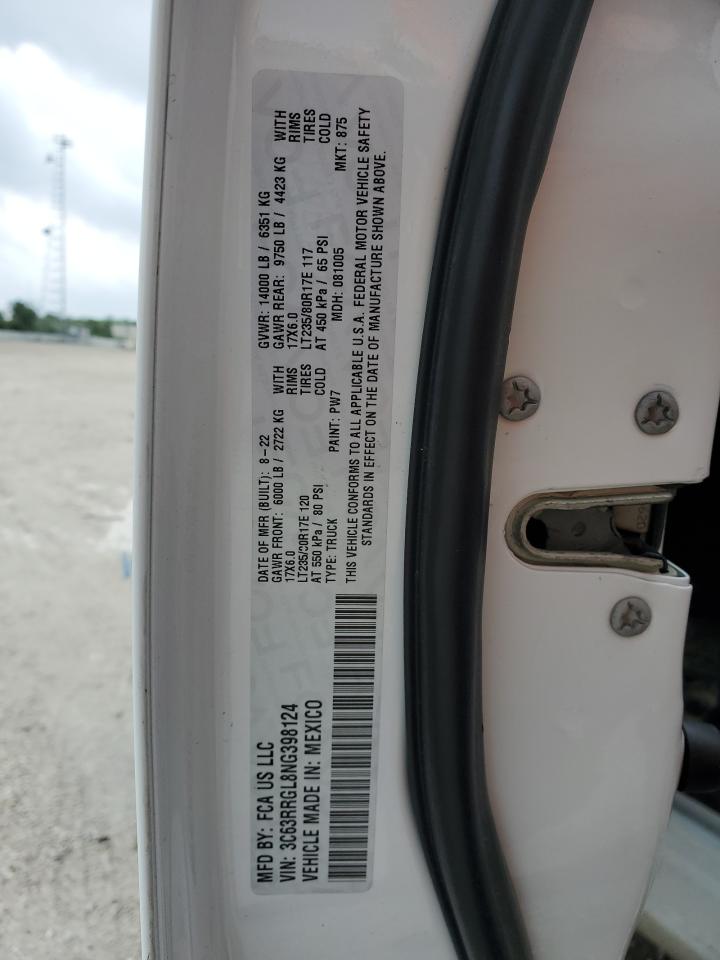 MFD BY: FCA US LLC
VIN: 3C63RRGL8NG398124
VEHICLE MADE IN: MEXICO
DATE OF MFR (BUILT): 8-22 GVWR: 14000 LB / 6351 KG
GAWR FRONT: 6000 LB / 2722 KG WITH GAWR REAR: 9750 LB / 4423 KG WITH
17X6.0 RIMS 17X6.0 RIMS
LT235/80R17E 120 TIRES LT235/80R17E 117 TIRES
AT 550 kPa / 80 PSI COLD AT 450 kPa / 65 PSI COLD
TYPE: TRUCK PAINT: PW7 MDH: 081005 MKT: 875
THIS VEHICLE CONFORMS TO ALL APPLICABLE U.S.A. FEDERAL MOTOR VEHICLE SAFETY
STANDARDS IN EFFECT ON THE DATE OF MANUFACTURE SHOWN ABOVE.